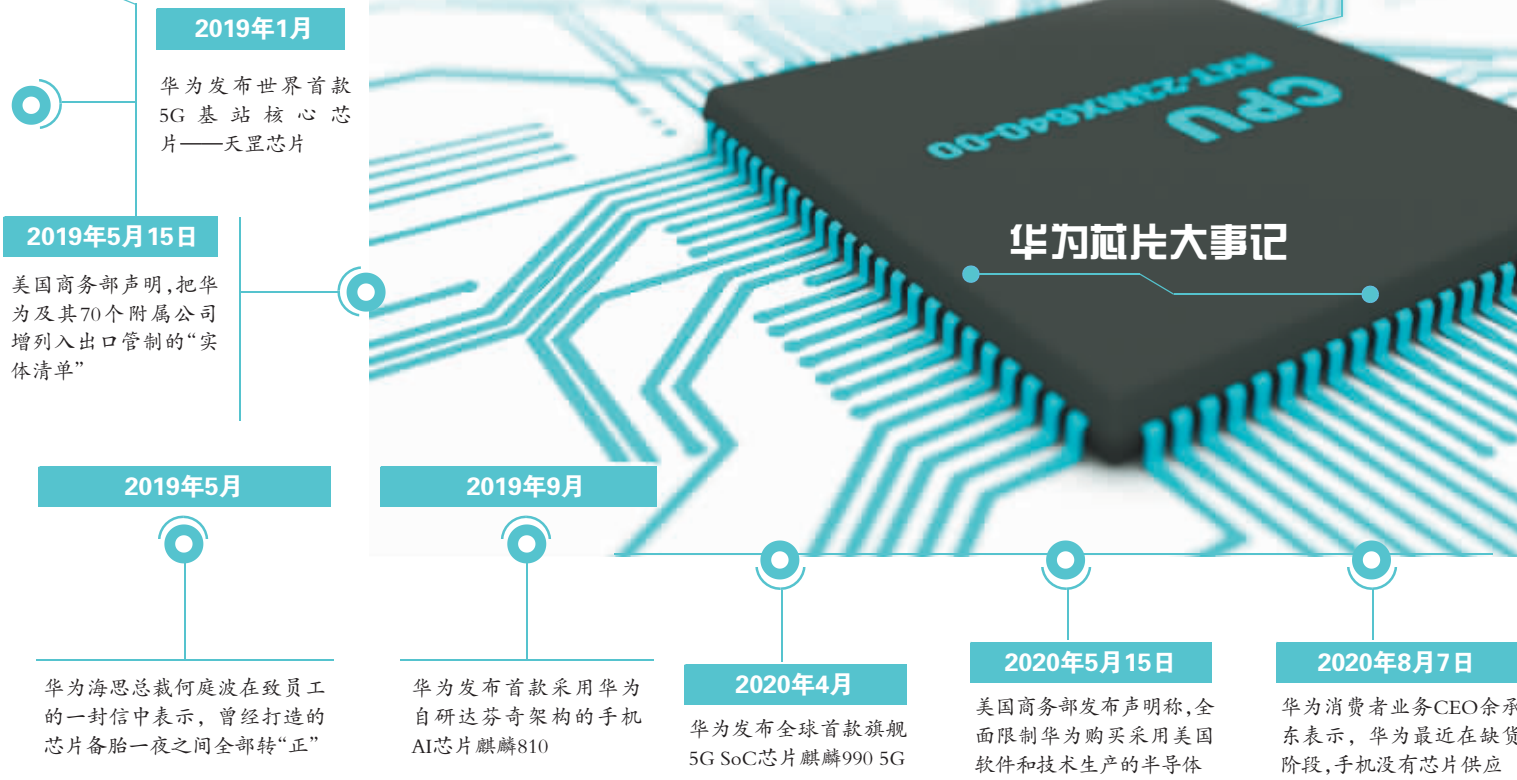 华为芯片大事记
CPU
RXT-23MX640-00
2019年1月
华为发布世界首款
5G基站核心芯
片——天罡芯片
2019年5月15日
美国商务部声明,把华
为及其70个附属公司
增列入出口管制的“实
体清单”
2019年5月
华为海思总裁何庭波在致员工
的一封信中表示，曾经打造的
芯片备胎一夜之间全部转“正”
2019年9月
华为发布首款采用华为
自研达芬奇架构的手机
AI芯片麒麟810
2020年4月
华为发布全球首款旗舰
5G SoC芯片麒麟990 5G
2020年5月15日
美国商务部发布声明称,全
面限制华为购买采用美国
软件和技术生产的半导体
2020年8月7日
华为消费者业务CEO余承
东表示，华为最近在缺货
阶段,手机没有芯片供应